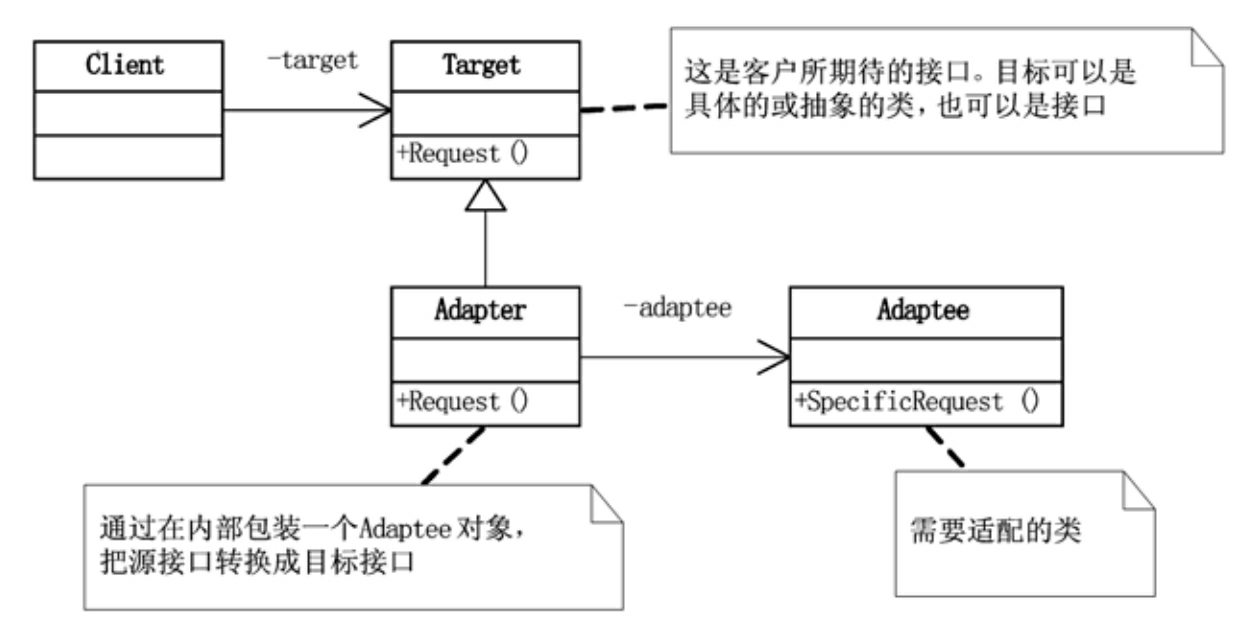 Client
-target
Target
+Request()
这是客户所期待的接口。目标可以是
具体的或抽象的类，也可以是接口
Adapter
+Request()
-adaptee
Adaptee
+SpecificRequest ()
通过在内部包装一个Adaptee对象，
把源接口转换成目标接口
需要适配的类